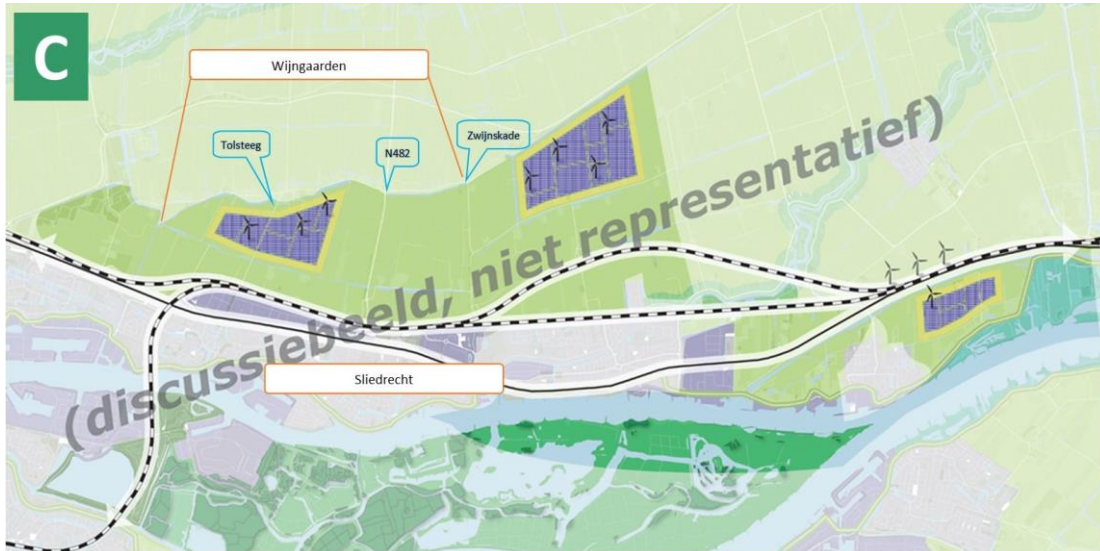 C
Wijngaarden
Tolsteeg
N482
Zwijnskade
(discussiebeeld, niet representatief)
Sliedrecht